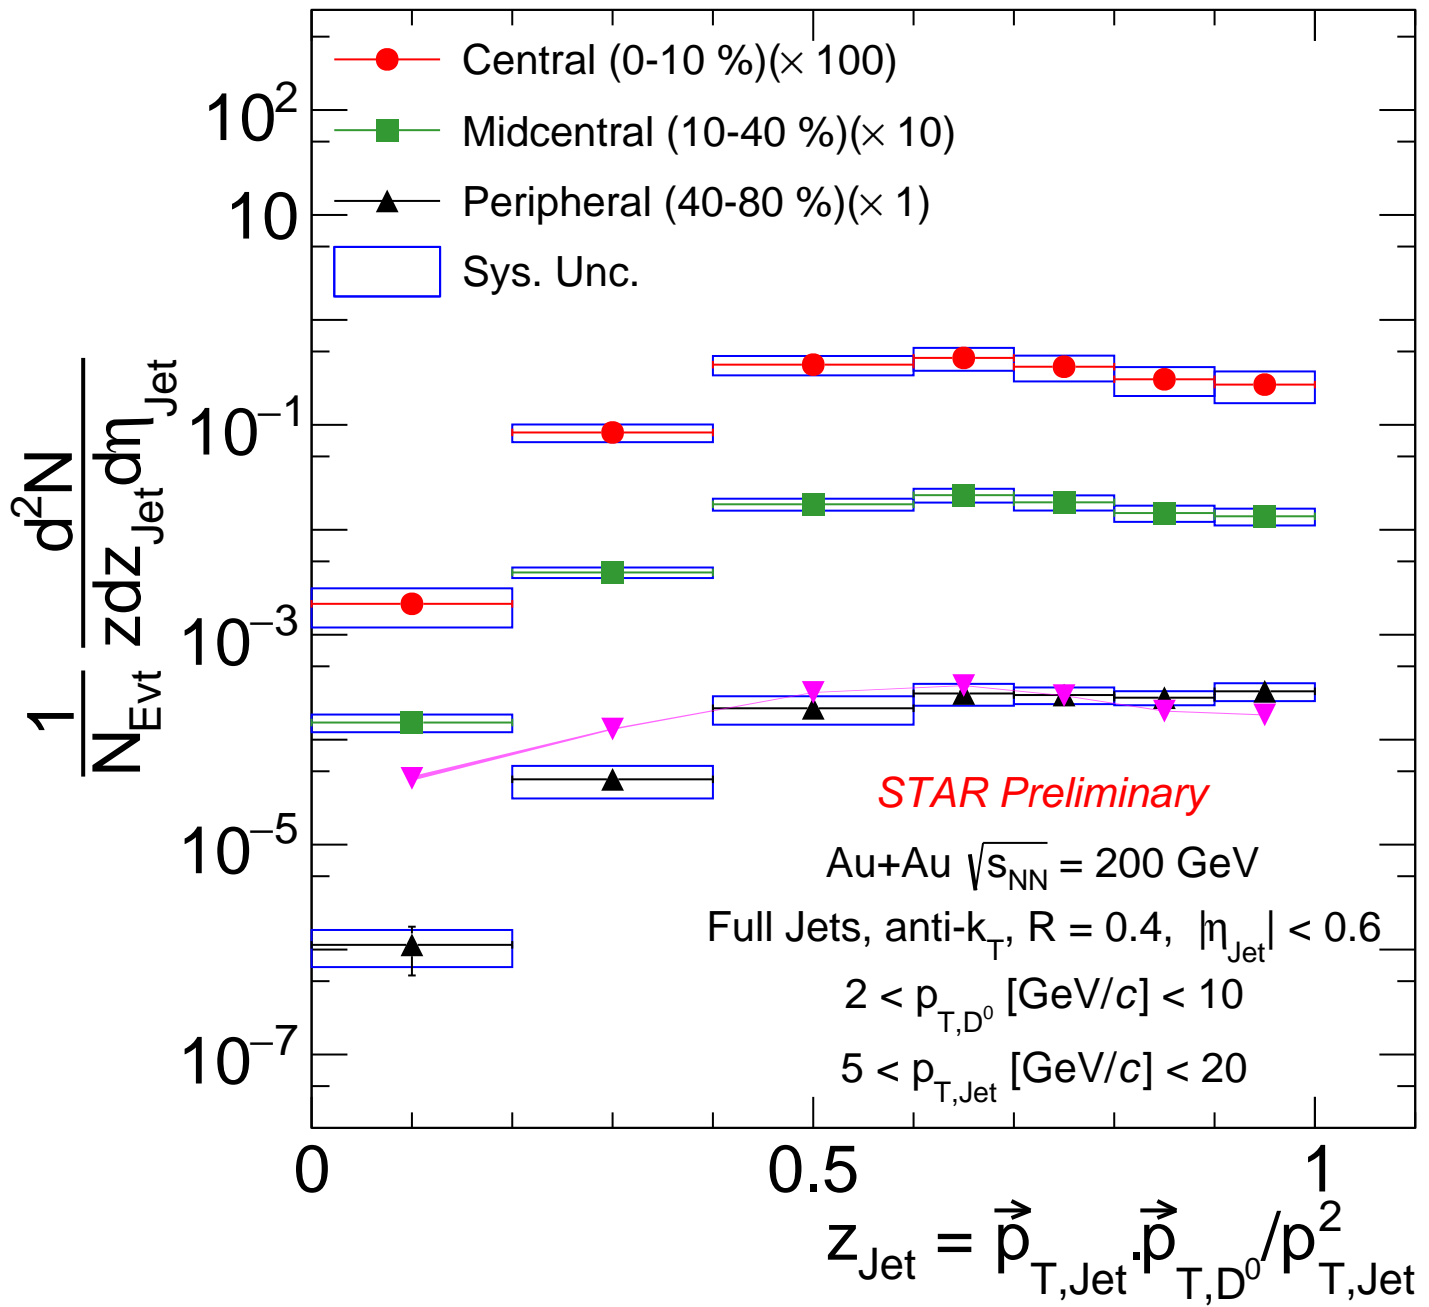 Central (0-10 %)(× 100)
Midcentral (10-40 %)(× 10)
Peripheral (40-80 %)(× 1)
Sys. Unc.
10²
10
10⁻¹
10⁻³
10⁻⁵
10⁻⁷
1/N_Evt d²N/zdz_Jet dη_Jet
STAR Preliminary
Au+Au √s_NN = 200 GeV
Full Jets, anti-k_T, R = 0.4, |η_Jet| < 0.6
2 < p_T,D⁰ [GeV/c] < 10
5 < p_T,Jet [GeV/c] < 20
0 0.5 1
z_Jet = p⃗_T,Jet.p⃗_T,D⁰/p²_T,Jet